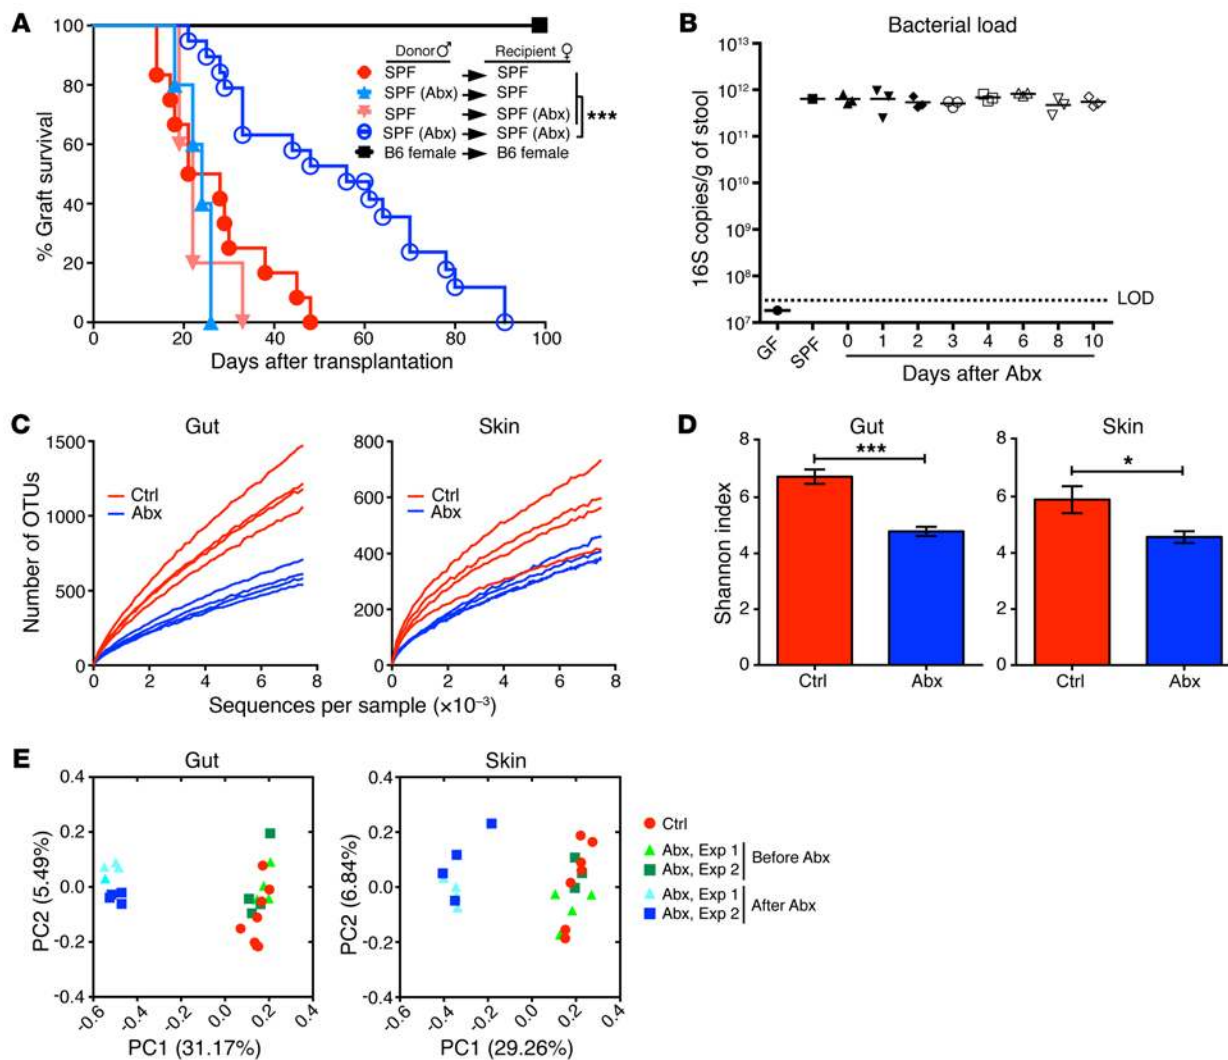 A
% Graft survival
100
80
60
40
20
0
0 20 40 60 80 100
Days after transplantation
Donor♂ Recipient ♀
SPF SPF
SPF (Abx) SPF
SPF SPF (Abx)
SPF (Abx) SPF (Abx)
B6 female B6 female
***
B
Bacterial load
16S copies/g of stool
10¹³
10¹²
10¹¹
10¹⁰
10⁹
10⁸
10⁷
LOD
GF SPF 0 1 2 3 4 6 8 10
Days after Abx
C
Gut
Number of OTUs
1500
1000
500
0
Ctrl
Abx
0 2 4 6 8
Skin
800
600
400
200
0
Ctrl
Abx
0 2 4 6 8
Sequences per sample (×10⁻³)
D
Gut
Shannon index
8
6
4
2
0
***
Ctrl Abx
Skin
8
6
4
2
0
*
Ctrl Abx
E
Gut
PC2 (5.49%)
0.4
0.2
0.0
-0.2
-0.4
-0.6 -0.4 -0.2 0.0 0.2 0.4
PC1 (31.17%)
Skin
PC2 (6.84%)
0.4
0.2
0.0
-0.2
-0.4
-0.6 -0.4 -0.2 0.0 0.2 0.4
PC1 (29.26%)
Ctrl
Abx, Exp 1
Abx, Exp 2
Before Abx
Abx, Exp 1
Abx, Exp 2
After Abx